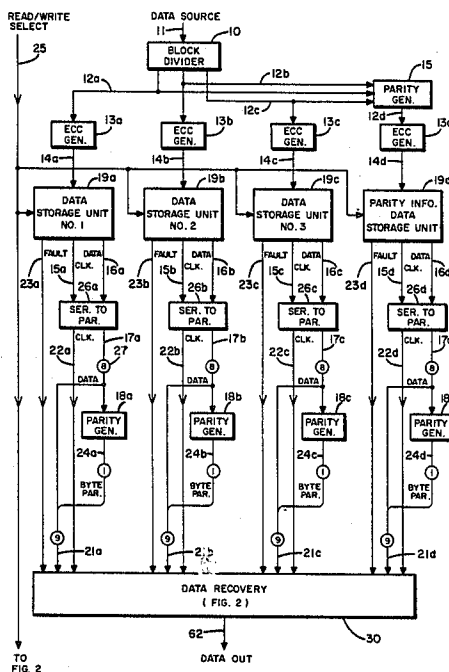 READ/WRITE
SELECT
25
DATA SOURCE
11
10
BLOCK
DIVIDER
12a
12b
12c
15
PARITY
GEN.
12d
ECC
GEN.
13a
ECC
GEN.
13b
ECC
GEN.
13c
ECC
GEN.
14a
14b
14c
14d
19a
19b
19c
DATA
STORAGE UNIT
NO. 1
DATA
STORAGE UNIT
NO. 2
DATA
STORAGE UNIT
NO. 3
PARITY INFO.
DATA
STORAGE UNIT
FAULT
DATA
CLK.
23a
15a
16a
FAULT
DATA
CLK.
23b
15b
16b
FAULT
DATA
CLK.
23c
15c
16c
FAULT
DATA
CLK.
23d
15d
16d
26a
26b
26c
26d
SER. TO
PAR.
SER. TO
PAR.
SER. TO
PAR.
SER. TO
PAR.
CLK.
17a
22a
27
CLK.
17b
22b
CLK.
17c
22c
CLK.
22d
8
8
8
8
DATA
DATA
DATA
DATA
18a
18b
18c
PARITY
GEN.
PARITY
GEN.
PARITY
GEN.
PARITY
GEN.
24a
24b
24c
24d
1
1
1
1
BYTE
PAR.
BYTE
PAR.
BYTE
PAR.
BYTE
PAR.
9
9
9
9
21a
21b
21c
21d
DATA RECOVERY
(FIG. 2)
62
30
TO
FIG. 2
DATA OUT